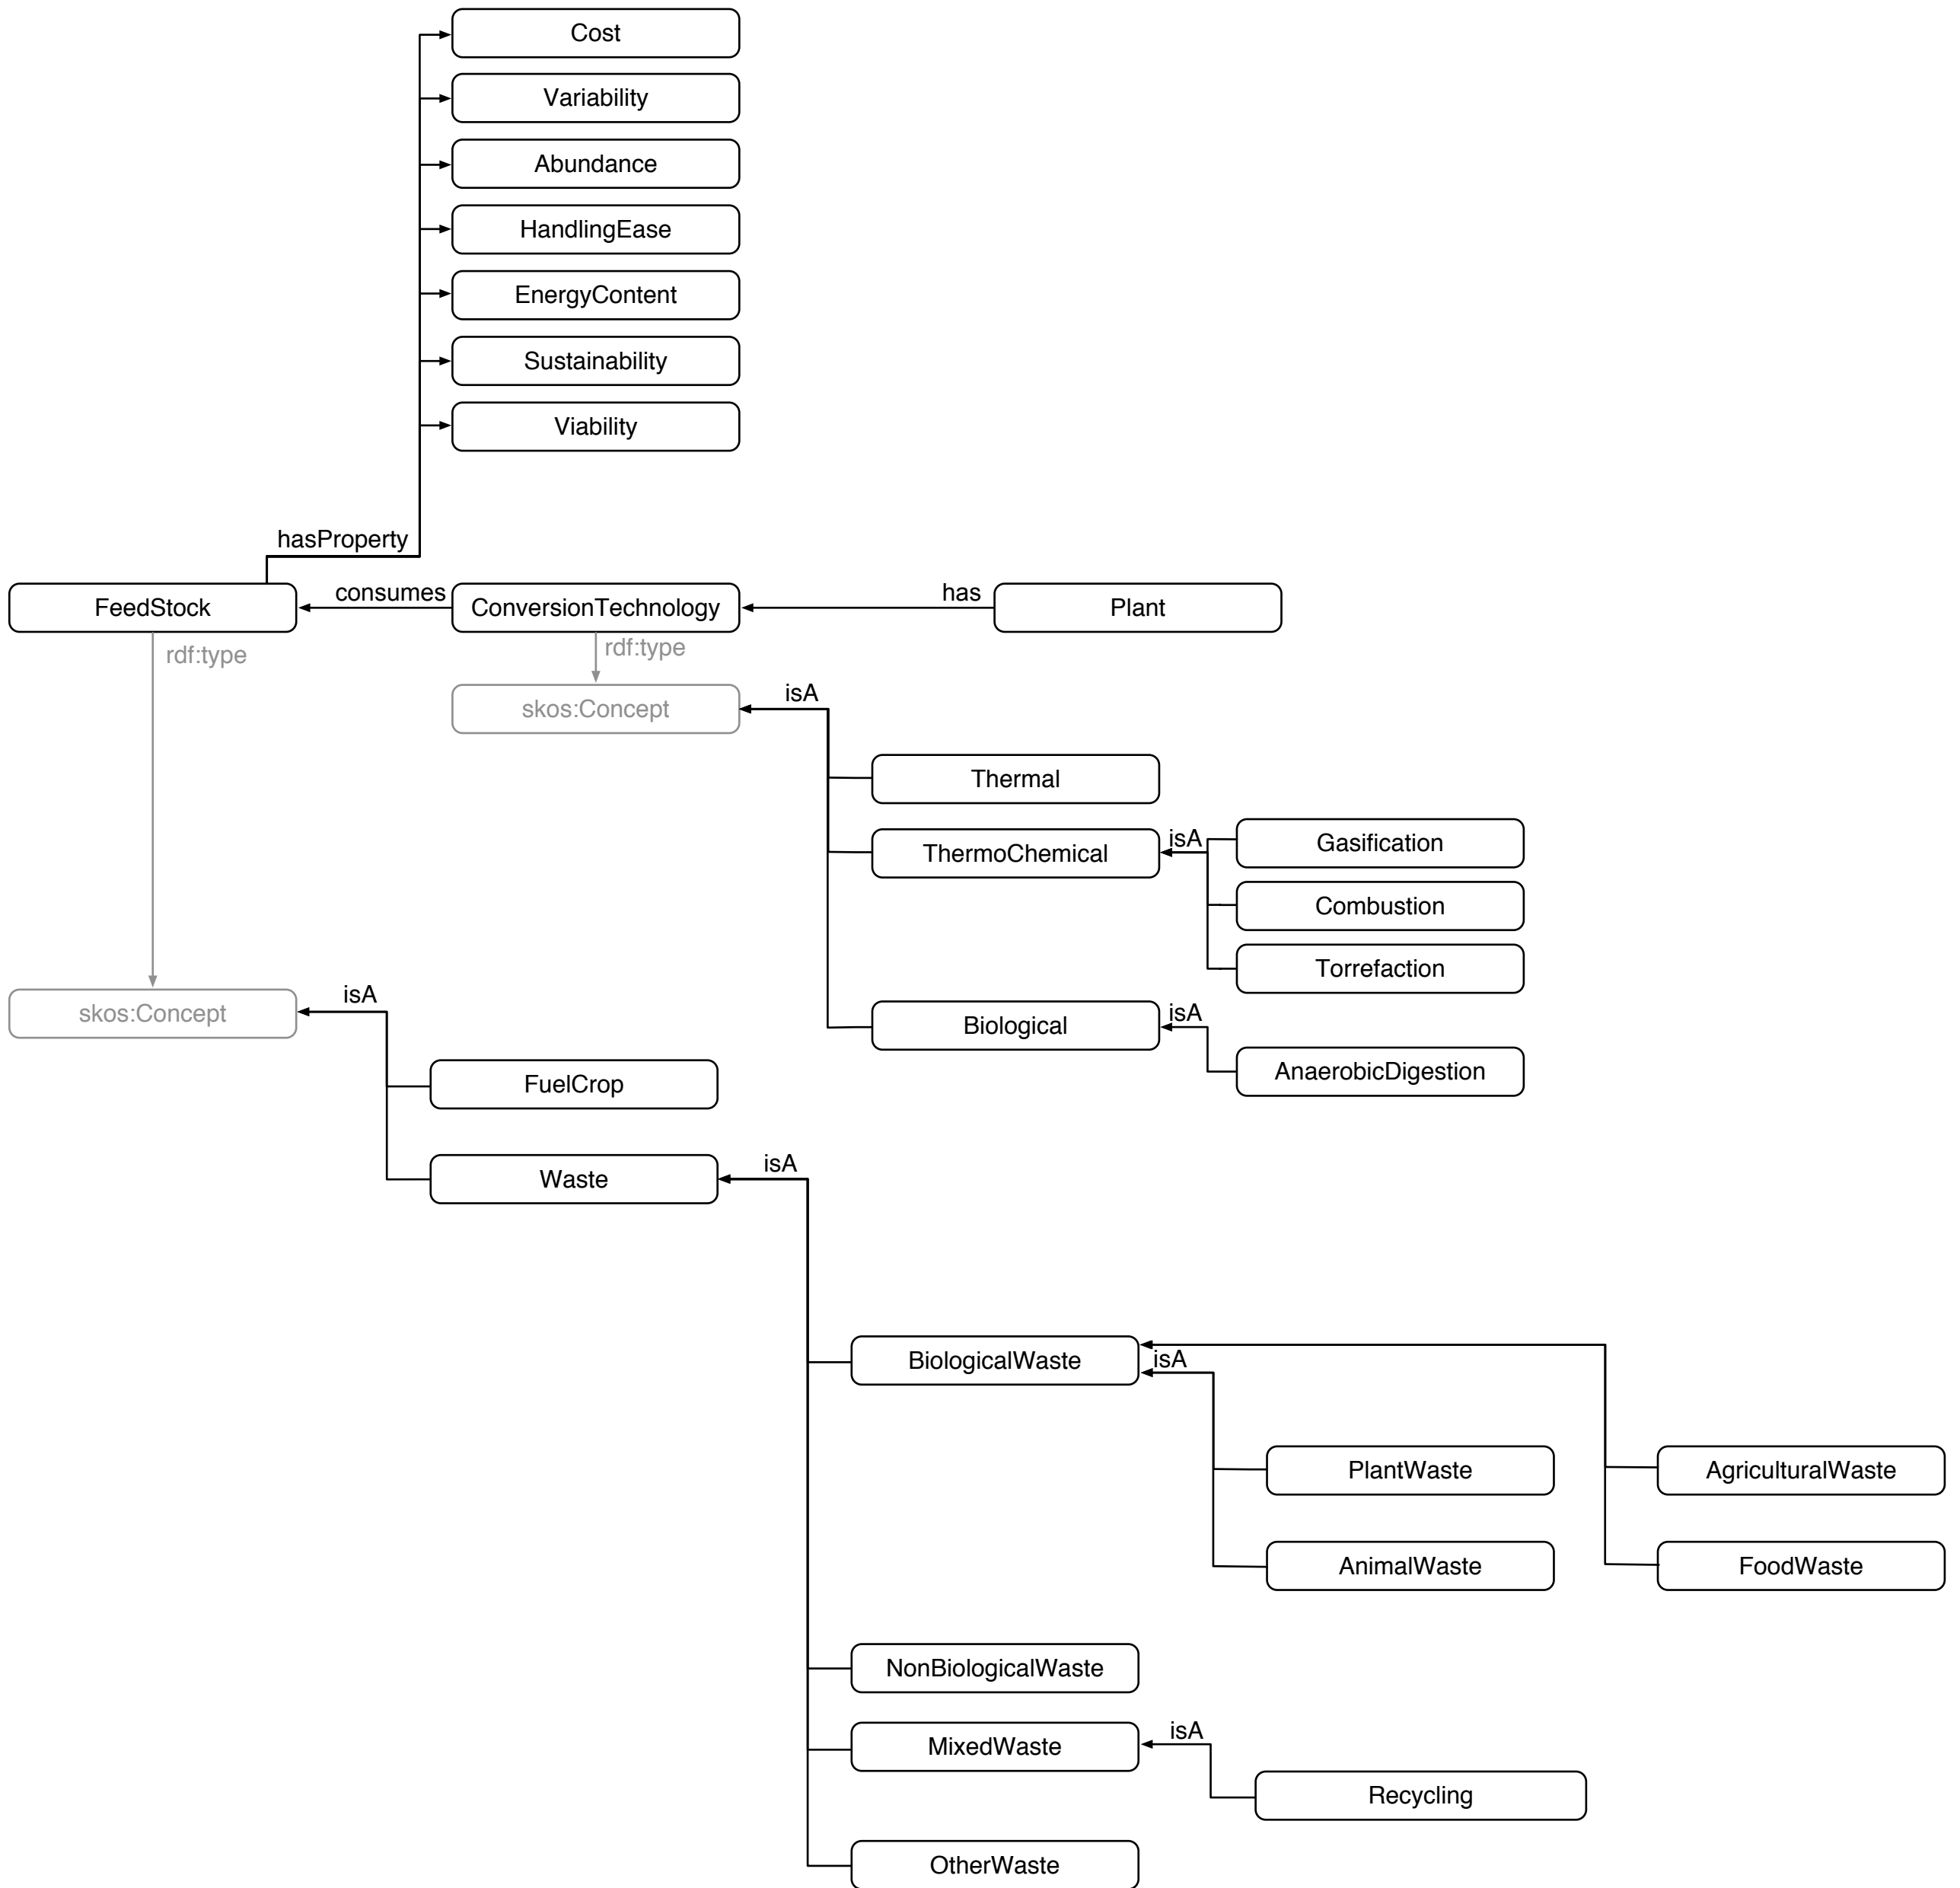 Cost
Variability
Abundance
HandlingEase
EnergyContent
Sustainability
Viability
hasProperty
FeedStock
consumes
ConversionTechnology
has
Plant
rdf:type
rdf:type
skos:Concept
isA
Thermal
ThermoChemical
isA
Gasification
Combustion
Torrefaction
Biological
isA
AnaerobicDigestion
skos:Concept
isA
FuelCrop
Waste
isA
BiologicalWaste
isA
PlantWaste
AgriculturalWaste
AnimalWaste
FoodWaste
NonBiologicalWaste
MixedWaste
isA
Recycling
OtherWaste